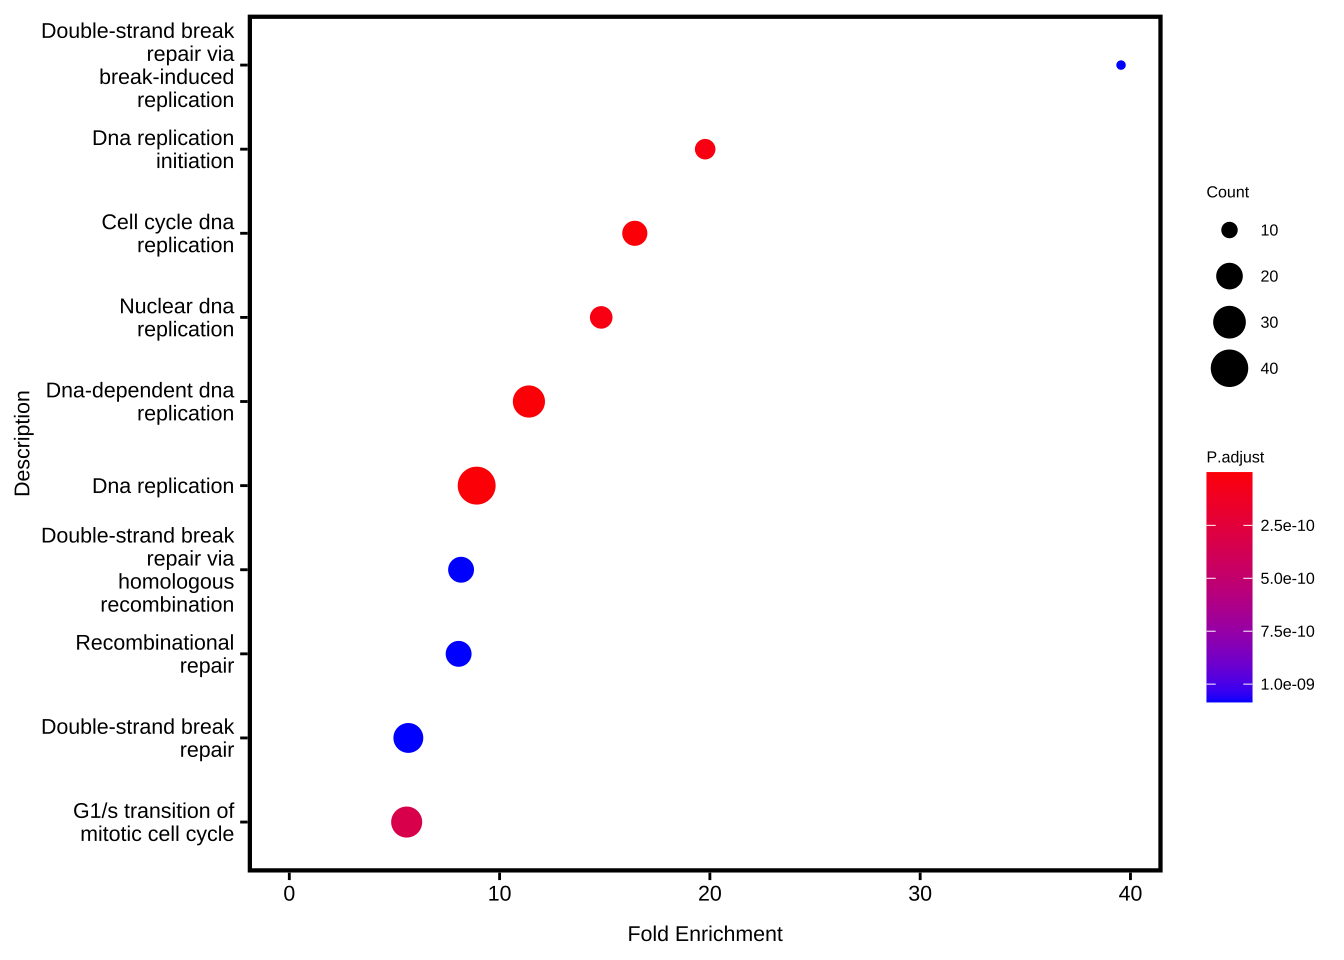 Double-strand break
repair via
break-induced
replication
Dna replication
initiation
Cell cycle dna
replication
Nuclear dna
replication
Dna-dependent dna
replication
Dna replication
Double-strand break
repair via
homologous
recombination
Recombinational
repair
Double-strand break
repair
G1/s transition of
mitotic cell cycle
Description
0 10 20 30 40
Fold Enrichment
Count
10
20
30
40
P.adjust
2.5e-10
5.0e-10
7.5e-10
1.0e-09